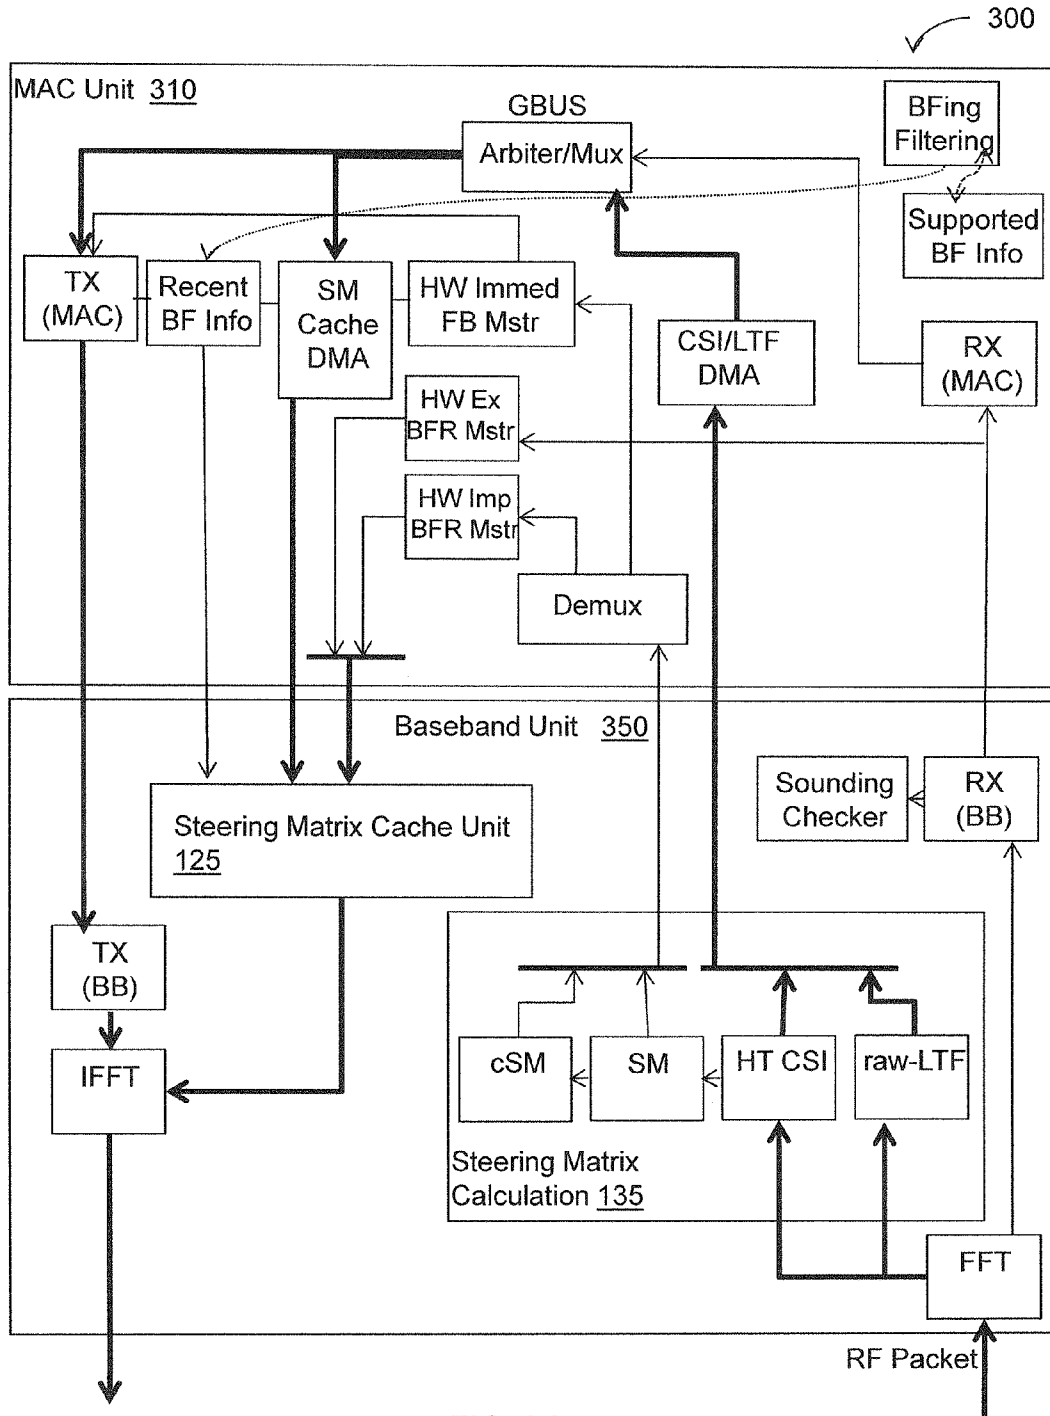 300
MAC Unit 310
GBUS
Arbiter/Mux
BFing
Filtering
Supported
BF Info
TX
(MAC)
Recent
BF Info
SM
Cache
DMA
HW Immed
FB Mstr
CSI/LTF
DMA
RX
(MAC)
HW Ex
BFR Mstr
HW Imp
BFR Mstr
Demux
Baseband Unit 350
Sounding
Checker
RX
(BB)
Steering Matrix Cache Unit
125
TX
(BB)
IFFT
cSM
SM
HT CSI
raw-LTF
Steering Matrix
Calculation 135
FFT
RF Packet